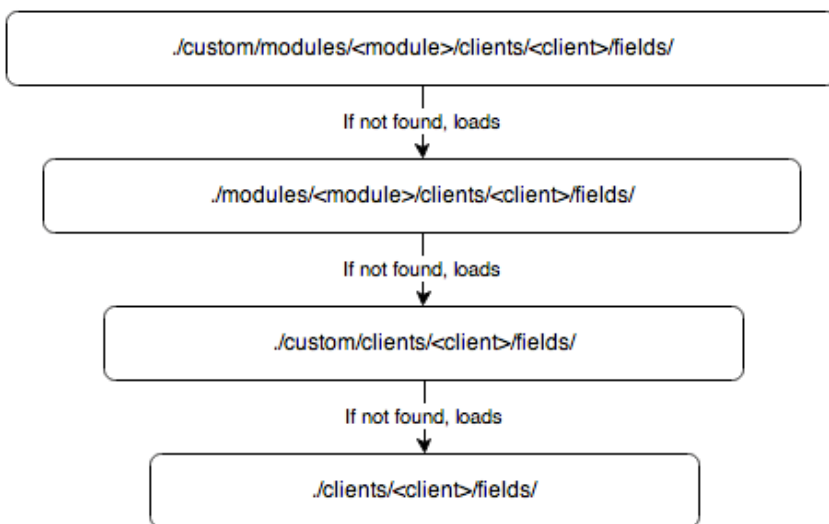 ./custom/modules/<module>/clients/<client>/fields/
If not found, loads
./modules/<module>/clients/<client>/fields/
If not found, loads
./custom/clients/<client>/fields/
If not found, loads
./clients/<client>/fields/